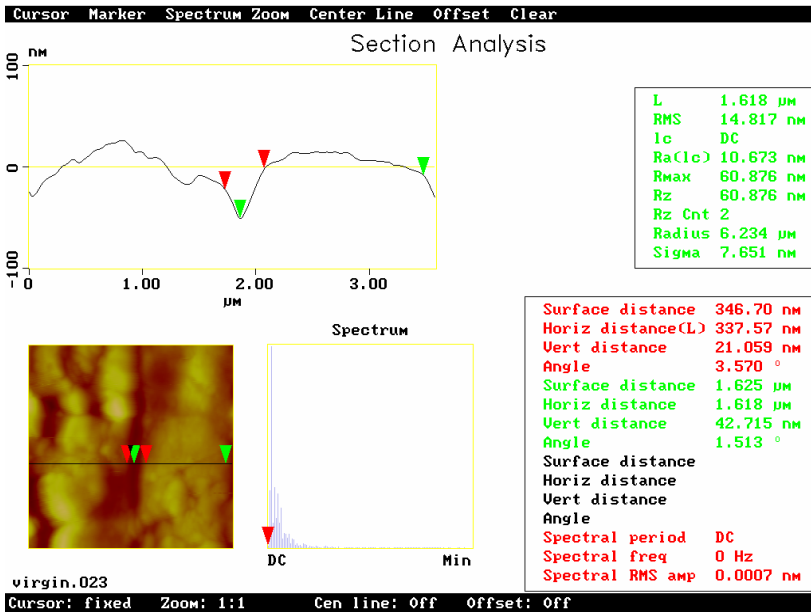 Cursor Marker Spectrum Zoom Center Line Offset Clear
Section Analysis
nM
100
0
-100
0 1.00 2.00 3.00
µM
L 1.618 µM
RMS 14.817 nM
lc DC
Ra(lc) 10.673 nM
Rmax 60.876 nM
Rz 60.876 nM
Rz Cnt 2
Radius 6.234 µM
Sigma 7.651 nM
Spectrum
DC Min
Surface distance 346.70 nM
Horiz distance(L) 337.57 nM
Vert distance 21.059 nM
Angle 3.570 °
Surface distance 1.625 µM
Horiz distance 1.618 µM
Vert distance 42.715 nM
Angle 1.513 °
Surface distance
Horiz distance
Vert distance
Angle
Spectral period DC
Spectral freq 0 Hz
Spectral RMS amp 0.0007 nM
virgin.023
Cursor: fixed Zoom: 1:1 Cen line: Off Offset: Off